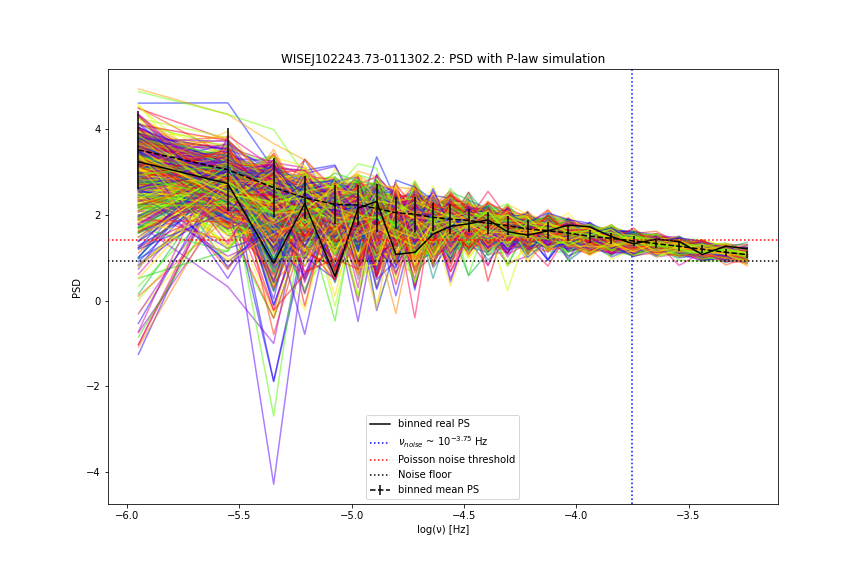 WISEJ102243.73-011302.2: PSD with P-law simulation
4
2
0
−2
−4
PSD
binned real PS
ν_noise ~ 10^−3.75 Hz
Poisson noise threshold
Noise floor
binned mean PS
−6.0 −5.5 −5.0 −4.5 −4.0 −3.5
log(ν) [Hz]